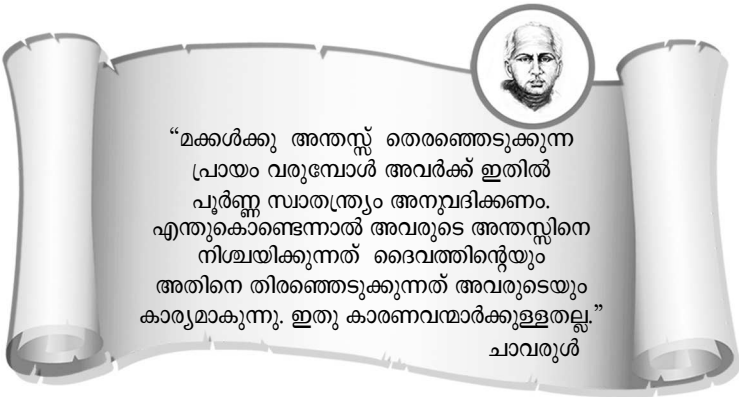 “മക്കൾക്കു അന്തസ്സ് തെരഞ്ഞെടുക്കുന്ന
പ്രായം വരുമ്പോൾ അവർക്ക് ഇതിൽ
പൂർണ്ണ സ്വാതന്ത്ര്യം അനുവദിക്കണം.
എന്തുകൊണ്ടെന്നാൽ അവരുടെ അന്തസ്സിനെ
നിശ്ചയിക്കുന്നത് ദൈവത്തിന്റെയും
അതിനെ തിരഞ്ഞെടുക്കുന്നത് അവരുടെയും
കാര്യമാകുന്നു. ഇതു കാരണവന്മാർക്കുള്ളതല്ല.”
ചാവരുൾ